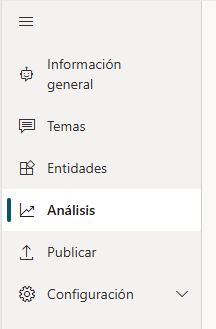 Información
general
Temas
Entidades
Análisis
Publicar
Configuración